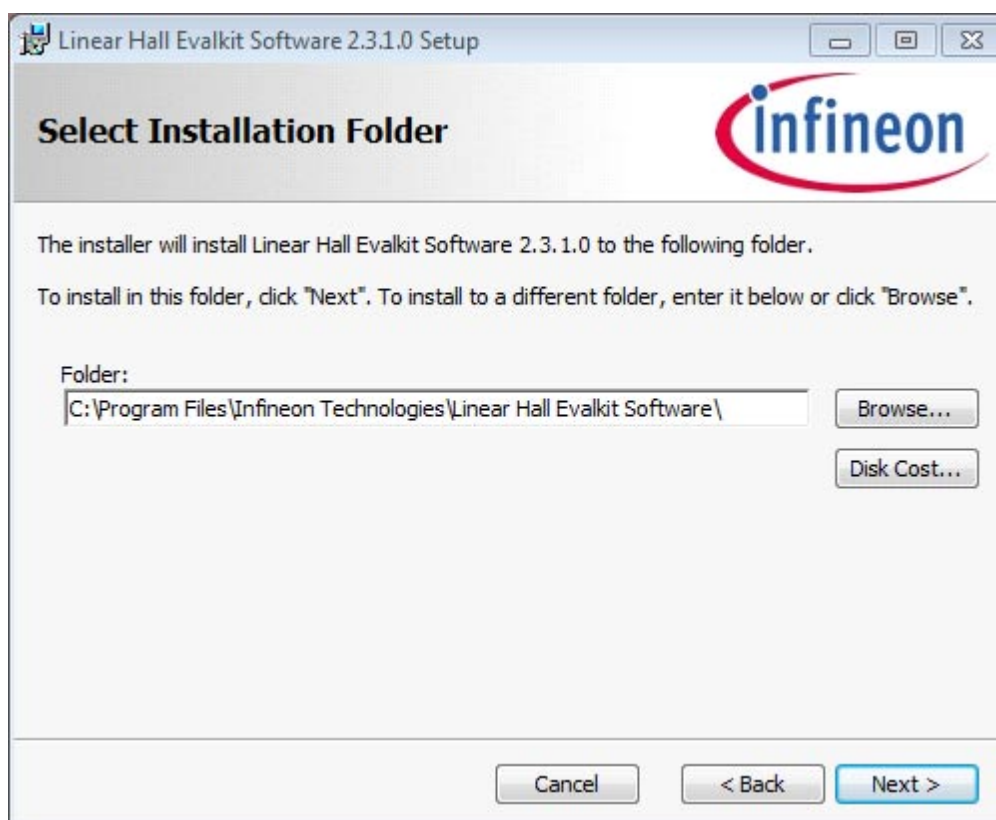 Linear Hall Evalkit Software 2.3.1.0 Setup
Select Installation Folder
infineon
The installer will install Linear Hall Evalkit Software 2.3.1.0 to the following folder.
To install in this folder, click "Next". To install to a different folder, enter it below or click "Browse".
Folder:
C:\Program Files\Infineon Technologies\Linear Hall Evalkit Software\
Browse...
Disk Cost...
Cancel
< Back
Next >